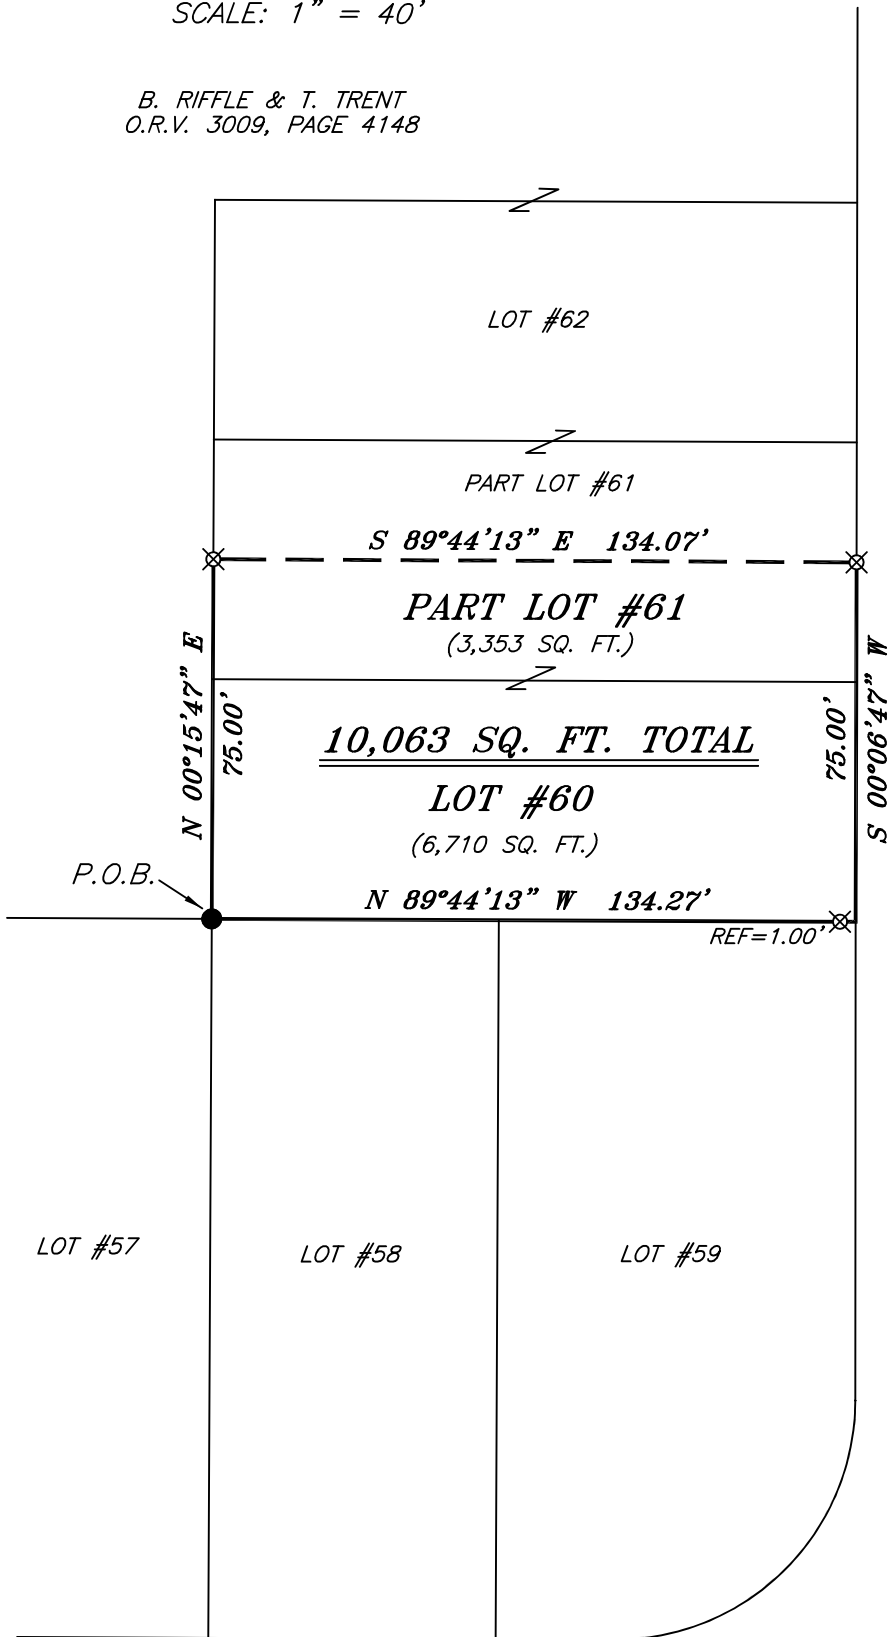 SCALE: 1" = 40'
B. RIFFLE & T. TRENT
O.R.V. 3009, PAGE 4148
LOT #62
PART LOT #61
S 89°44'13" E 134.07'
PART LOT #61
(3,353 SQ. FT.)
N 00°15'47" E
75.00'
75.00'
S 00°06'47" W
10,063 SQ. FT. TOTAL
LOT #60
(6,710 SQ. FT.)
P.O.B.
N 89°44'13" W 134.27'
REF=1.00'
LOT #57
LOT #58
LOT #59